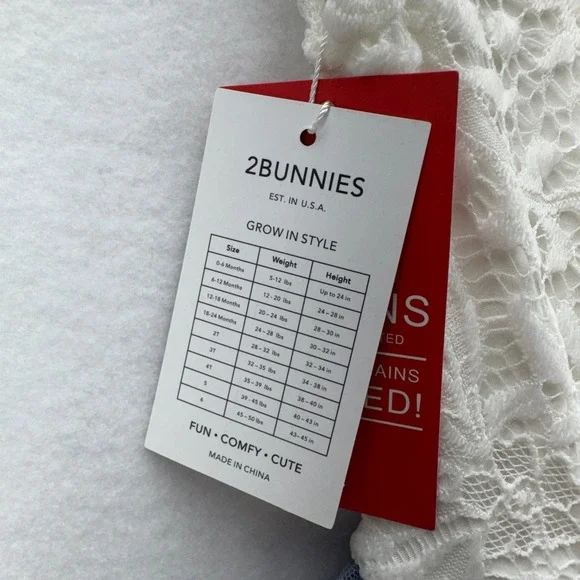 2BUNNIES
EST. IN U.S.A.
GROW IN STYLE
Size Weight Height
0-6 Months 5-12 lbs Up to 24 in
6-12 Months 12-20 lbs 24-28 in
12-18 Months 20-24 lbs 28-30 in
18-24 Months 24-28 lbs 30-32 in
2T 28-32 lbs 32-34 in
3T 32-35 lbs 34-38 in
4T 35-39 lbs 38-40 in
5 39-45 lbs 40-43 in
6 45-50 lbs 43-45 in
FUN • COMFY • CUTE
MADE IN CHINA
NS
ED
AINS
ED!